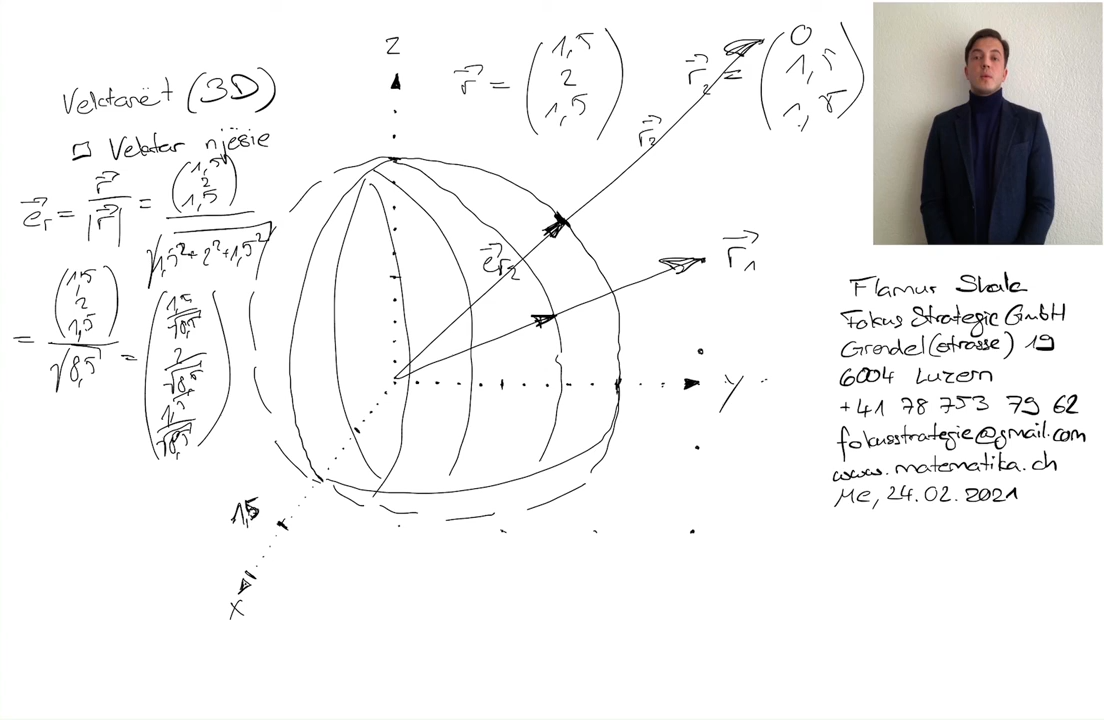 Vektorët (3D)
□ Vektor njësie
e⃗ᵣ = r⃗ / |r⃗| = (1,5 2 1,5) / √(1,5² + 2² + 1,5²)
= (1,5 2 1,5) / √8,5 = (1,5/√8,5 2/√8,5 1,5/√8,5)
z
r⃗ = (1,5 2 1,5)
r⃗₂ = (0 1,5 1,5)
r⃗₂
e⃗r₂
r⃗₁
y
1,5
x
Flamur Shala
Fokus Strategic GmbH
Grendel(strasse) 19
6004 Luzern
+41 78 753 79 62
fokusstrategie@gmail.com
www.matematika.ch
Me, 24.02.2021